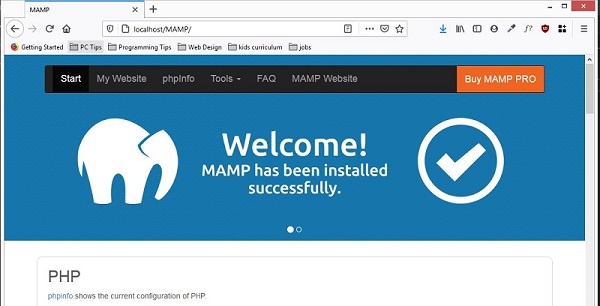 MAMP
localhost/MAMP/
Getting Started PC Tips Programming Tips Web Design kids curriculum jobs
Start My Website phpInfo Tools FAQ MAMP Website Buy MAMP PRO
Welcome!
MAMP has been installed
successfully.
PHP
phpinfo shows the current configuration of PHP.